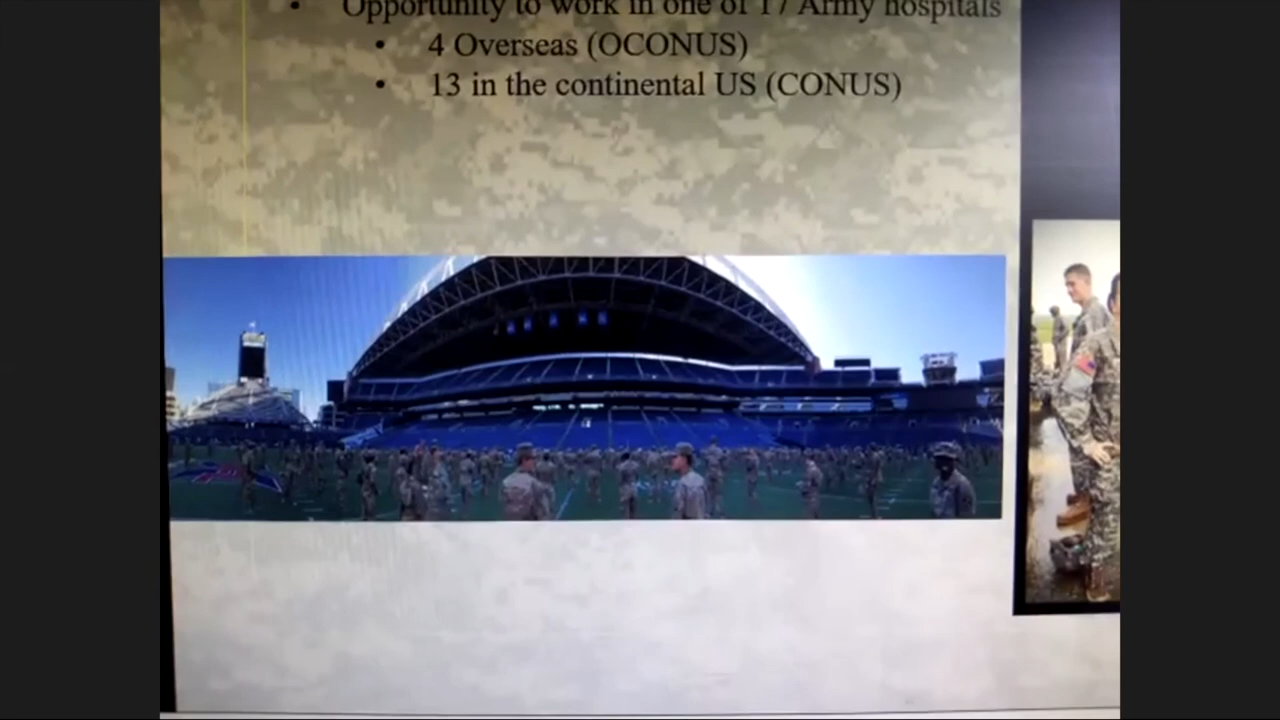 • Opportunity to work in one of 17 Army hospitals
• 4 Overseas (OCONUS)
• 13 in the continental US (CONUS)